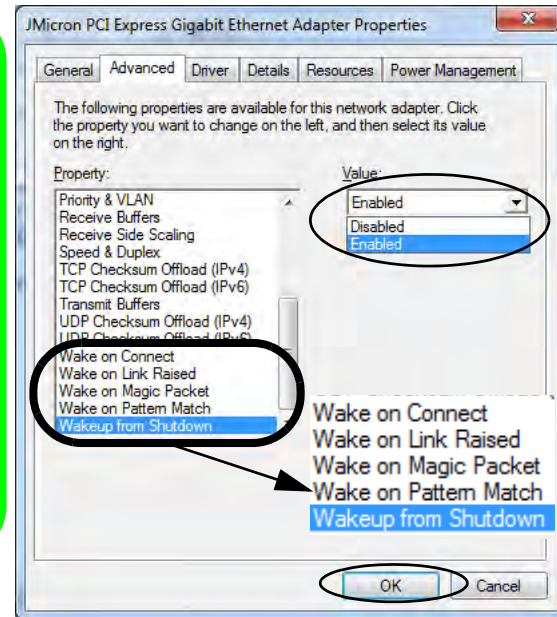 JMicron PCI Express Gigabit Ethernet Adapter Properties
General Advanced Driver Details Resources Power Management
The following properties are available for this network adapter. Click
the property you want to change on the left, and then select its value
on the right.
Property:
Value:
Priority & VLAN
Receive Buffers
Receive Side Scaling
Speed & Duplex
TCP Checksum Offload (IPv4)
TCP Checksum Offload (IPv6)
Transmit Buffers
UDP Checksum Offload (IPv4)
UDP Checksum Offload (IPv6)
Wake on Connect
Wake on Link Raised
Wake on Magic Packet
Wake on Pattern Match
Wakeup from Shutdown
Enabled
Disabled
Enabled
Wake on Connect
Wake on Link Raised
Wake on Magic Packet
Wake on Pattern Match
Wakeup from Shutdown
OK Cancel